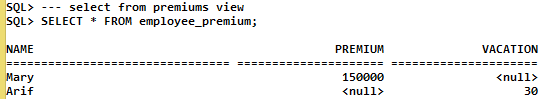 SQL> --- select from premiums view
SQL> SELECT * FROM employee_premium;
NAME PREMIUM VACATION
=============================== ===================== =====================
Mary 150000 <null>
Arif <null> 30